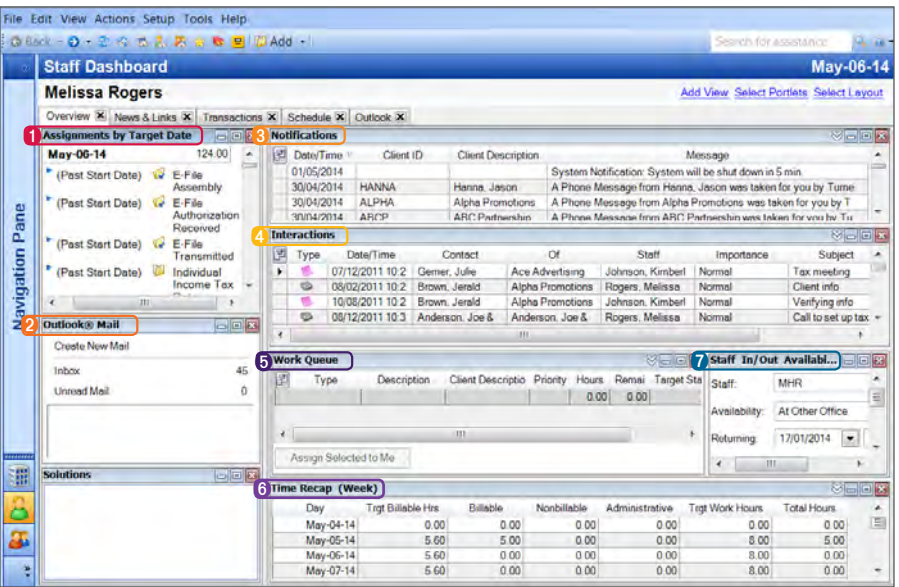 File Edit View Actions Setup Tools Help
Back Add Search for assistance
Staff Dashboard May-06-14
Melissa Rogers Add View Select Portlets Select Layout
Overview News & Links Transactions Schedule Outlook
Navigation Pane
1 Assignments by Target Date
May-06-14 124.00
(Past Start Date) E-File
Assembly
(Past Start Date) E-File
Authorization
Received
(Past Start Date) E-File
Transmitted
(Past Start Date) Individual
Income Tax
2 Outlook® Mail
Create New Mail
Inbox 45
Unread Mail 0
Solutions
3 Notifications
Date/Time Client ID Client Description Message
01/05/2014 System Notification: System will be shut down in 5 min.
30/04/2014 HANNA Hanna, Jason A Phone Message from Hanna, Jason was taken for you by Turne
30/04/2014 ALPHA Alpha Promotions A Phone Message from Alpha Promotions was taken for you by T
30/04/2014 ABCP ABC Partnership A Phone Message from ABC Partnership was taken for you by Tu
4 Interactions
Type Date/Time Contact Of Staff Importance Subject
07/12/2011 10:2 Gemer, Julie Ace Advertising Johnson, Kimberl Normal Tax meeting
08/02/2011 10:2 Brown, Jerald Alpha Promotions Rogers, Melissa Normal Client info
10/08/2011 10:2 Brown, Jerald Alpha Promotions Johnson, Kimberl Normal Verifying info
08/12/2011 10:3 Anderson, Joe & Anderson, Joe & Rogers, Melissa Normal Call to set up tax
5 Work Queue
Type Description Client Descriptio Priority Hours Remai Target Sta
0.00 0.00
Assign Selected to Me
7 Staff In/Out Availabl...
Staff: MHR
Availability: At Other Office
Returning: 17/01/2014
6 Time Recap (Week)
Day Trgt Billable Hrs Billable Nonbillable Administrative Trgt Work Hours Total Hours
May-04-14 0.00 0.00 0.00 0.00 0.00 0.00
May-05-14 5.60 5.00 0.00 0.00 8.00 5.00
May-06-14 5.60 0.00 0.00 0.00 8.00 0.00
May-07-14 5.60 0.00 0.00 0.00 8.00 0.00